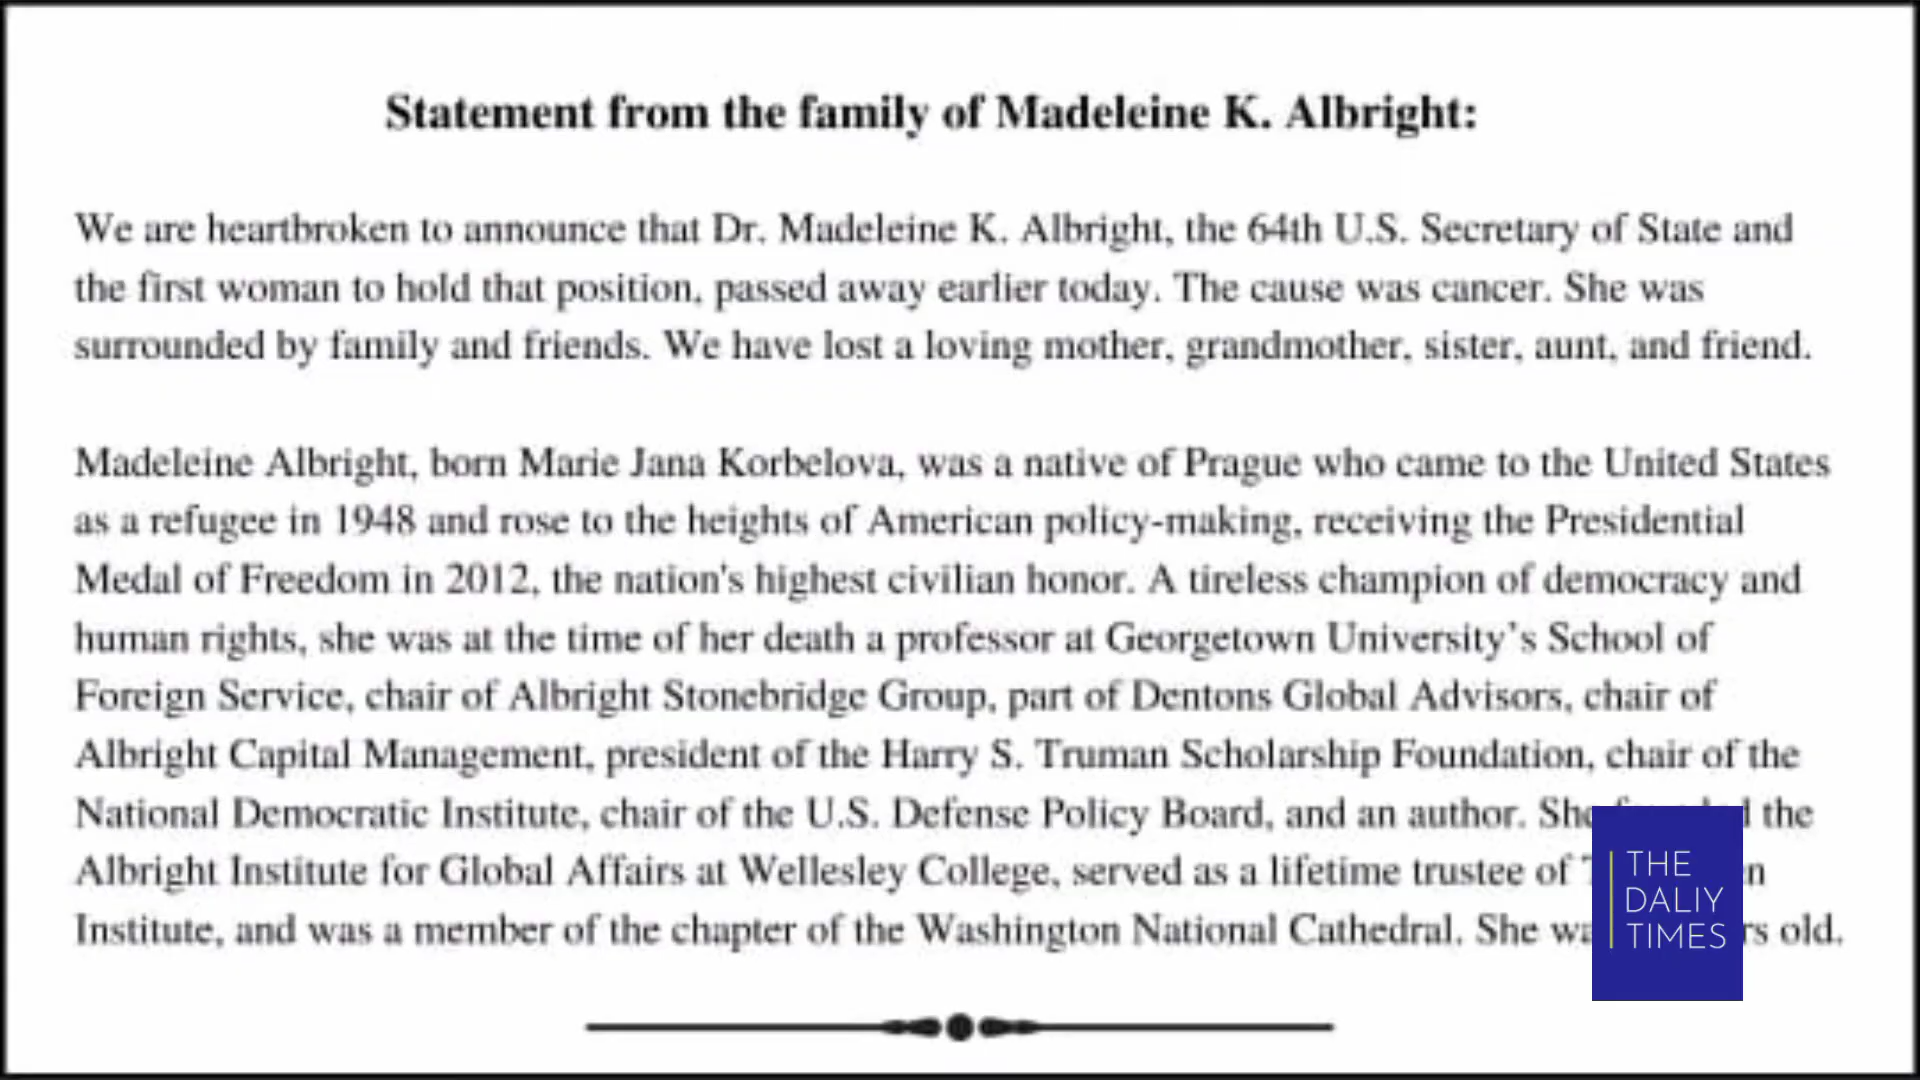 Statement from the family of Madeleine K. Albright:
We are heartbroken to announce that Dr. Madeleine K. Albright, the 64th U.S. Secretary of State and
the first woman to hold that position, passed away earlier today. The cause was cancer. She was
surrounded by family and friends. We have lost a loving mother, grandmother, sister, aunt, and friend.
Madeleine Albright, born Marie Jana Korbelova, was a native of Prague who came to the United States
as a refugee in 1948 and rose to the heights of American policy-making, receiving the Presidential
Medal of Freedom in 2012, the nation's highest civilian honor. A tireless champion of democracy and
human rights, she was at the time of her death a professor at Georgetown University’s School of
Foreign Service, chair of Albright Stonebridge Group, part of Dentons Global Advisors, chair of
Albright Capital Management, president of the Harry S. Truman Scholarship Foundation, chair of the
National Democratic Institute, chair of the U.S. Defense Policy Board, and an author. She the
Albright Institute for Global Affairs at Wellesley College, served as a lifetime trustee of
Institute, and was a member of the chapter of the Washington National Cathedral. She old.
THE
DALIY
TIMES